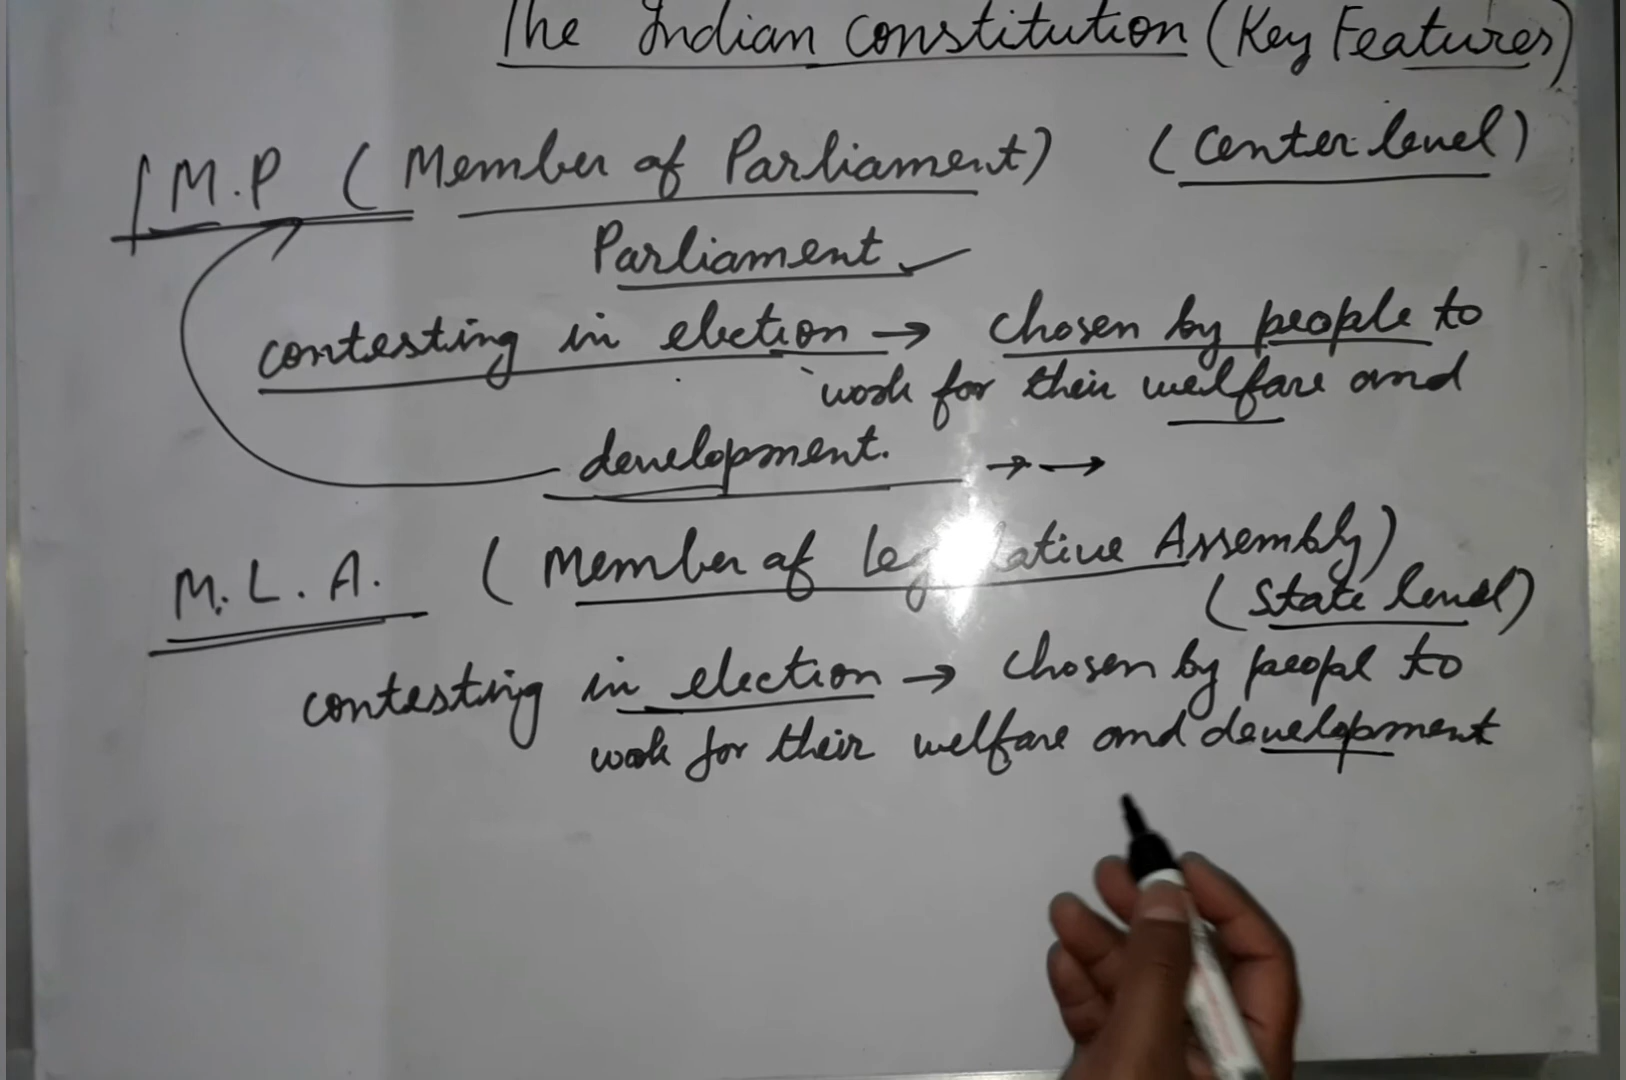 The Indian constitution (Key Features)
M.P (Member of Parliament) (center level)
Parliament
contesting in election → chosen by people to
work for their welfare and
development. → →
M.L.A. (Member of Legislative Assembly)
(State level)
contesting in election → chosen by peopl to
work for their welfare and development